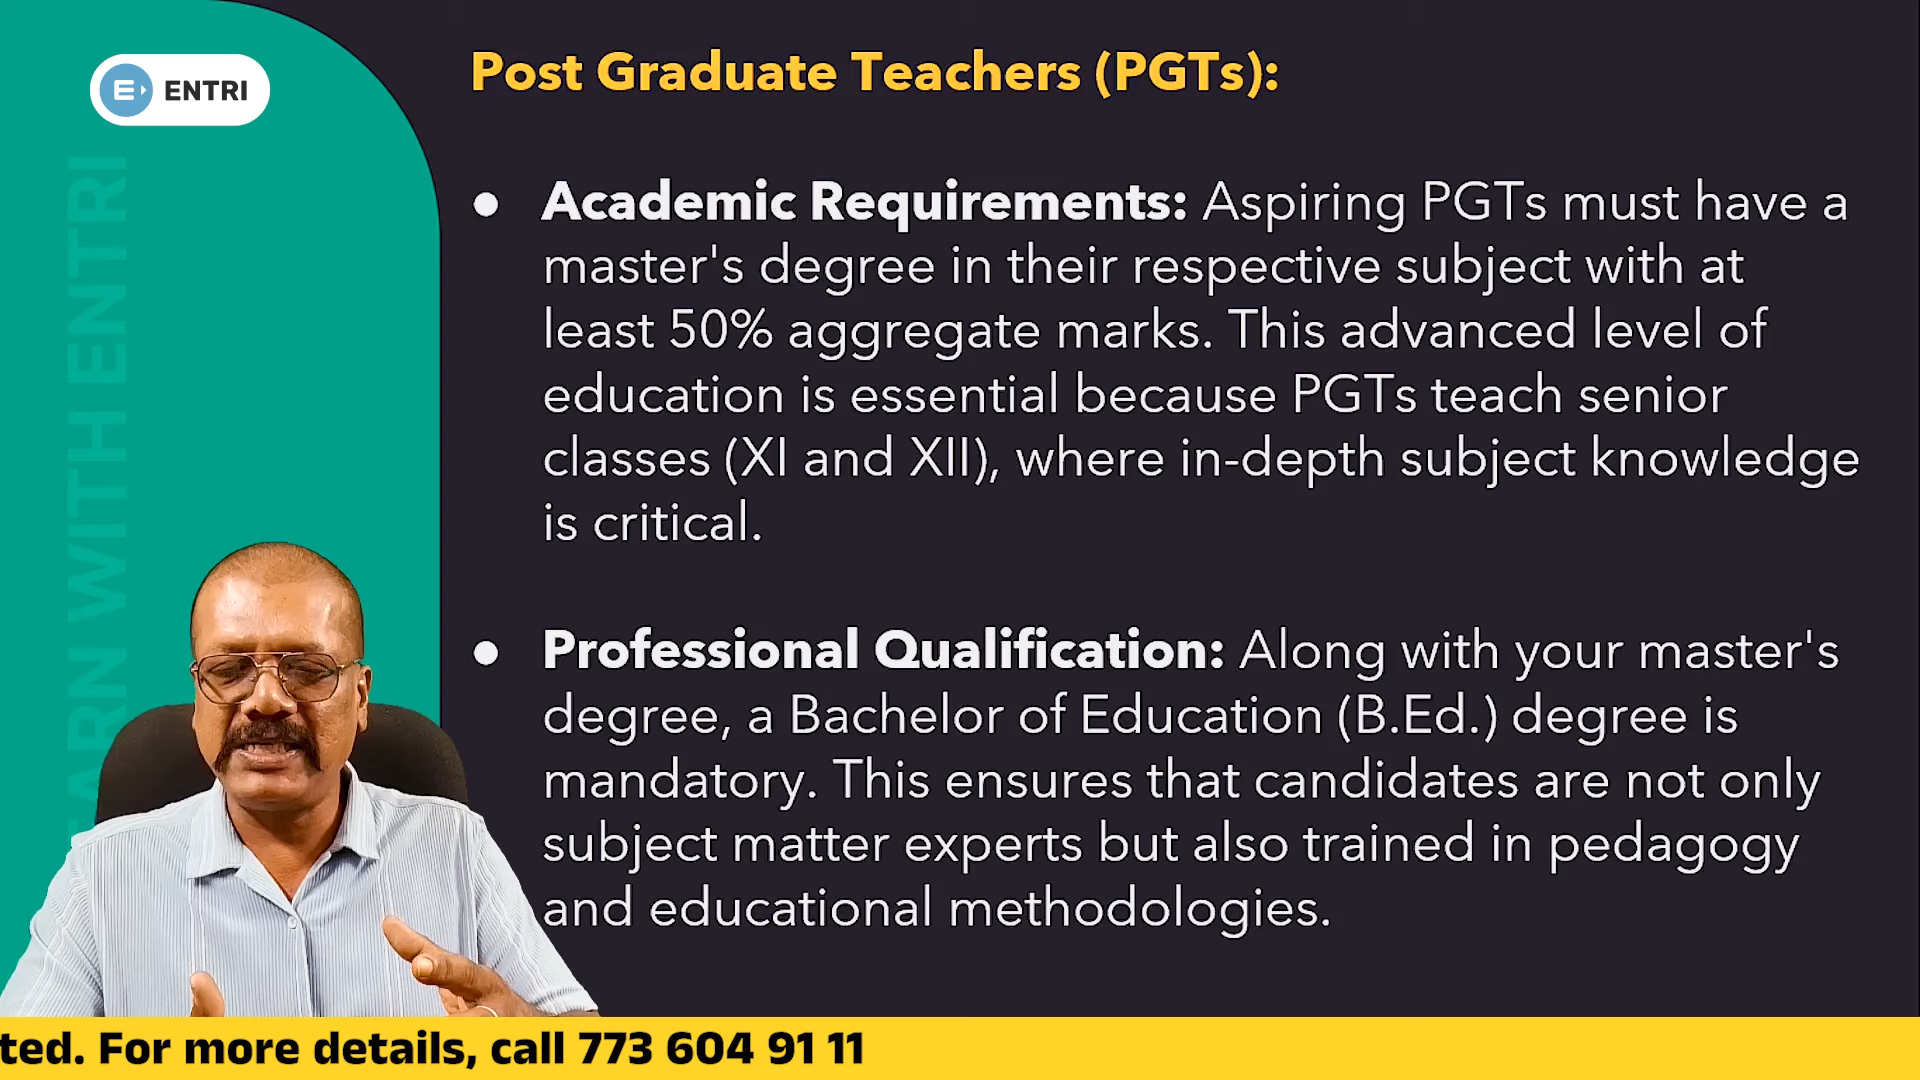 ENTRI
LEARN WITH ENTRI
Post Graduate Teachers (PGTs):
● Academic Requirements: Aspiring PGTs must have a
master's degree in their respective subject with at
least 50% aggregate marks. This advanced level of
education is essential because PGTs teach senior
classes (XI and XII), where in-depth subject knowledge
is critical.
● Professional Qualification: Along with your master's
degree, a Bachelor of Education (B.Ed.) degree is
mandatory. This ensures that candidates are not only
subject matter experts but also trained in pedagogy
and educational methodologies.
ted. For more details, call 773 604 91 11